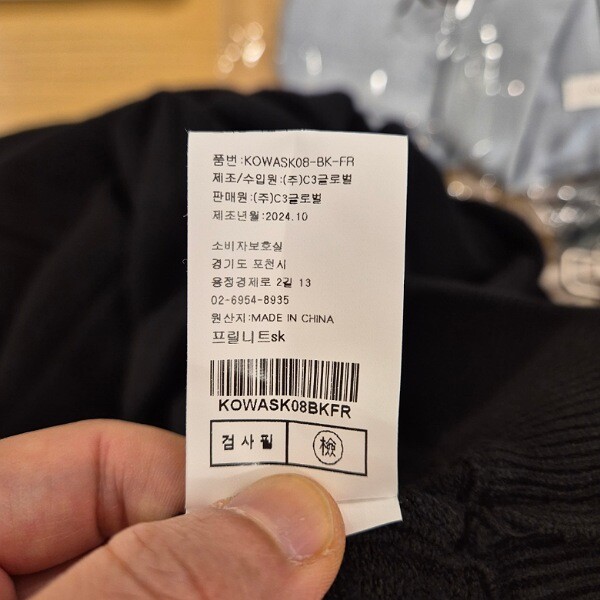 품번:KOWASK08-BK-FR
제조/수입원:(주)C3글로벌
판매원:(주)C3글로벌
제조년월:2024.10
소비자보호실
경기도 포천시
용정경제로 2길 13
02-6954-8935
원산지:MADE IN CHINA
프릴니트sk
KOWASK08BKFR
검사필 檢